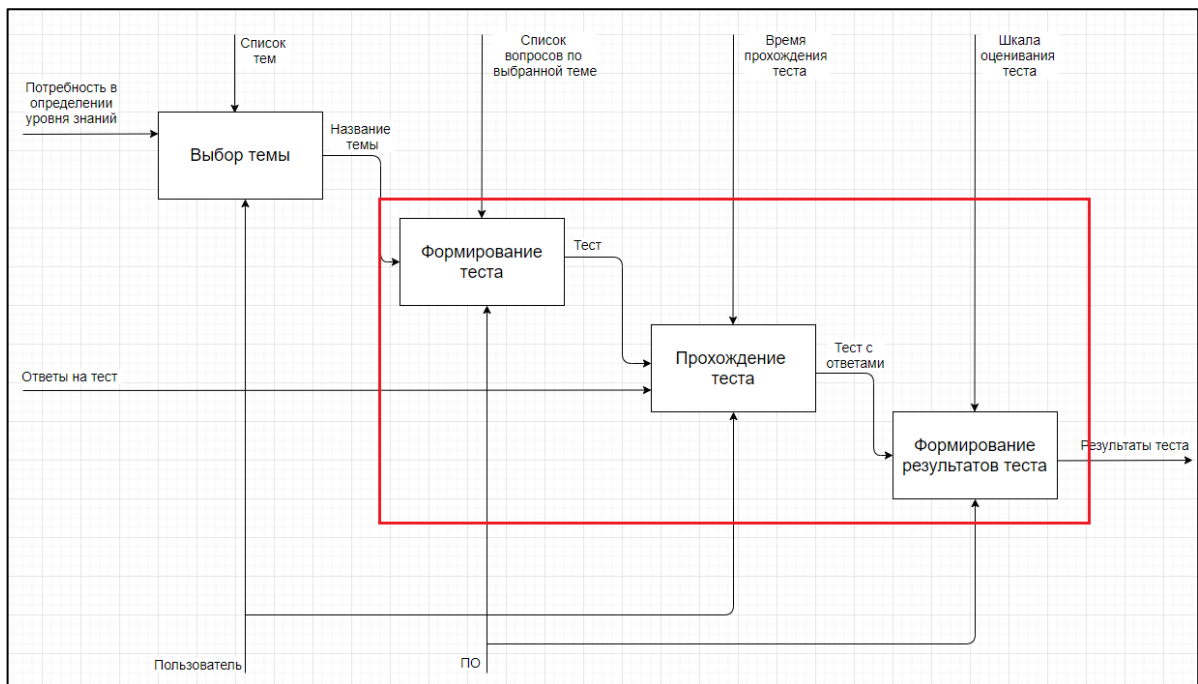 Список
тем
Список
вопросов по
выбранной теме
Время
прохождения
теста
Шкала
оценивания
теста
Потребность в
определении
уровня знаний
Выбор темы
Название
темы
Формирование
теста
Тест
Прохождение
теста
Тест с
ответами
Ответы на тест
Формирование
результатов теста
Результаты теста
Пользователь
ПО